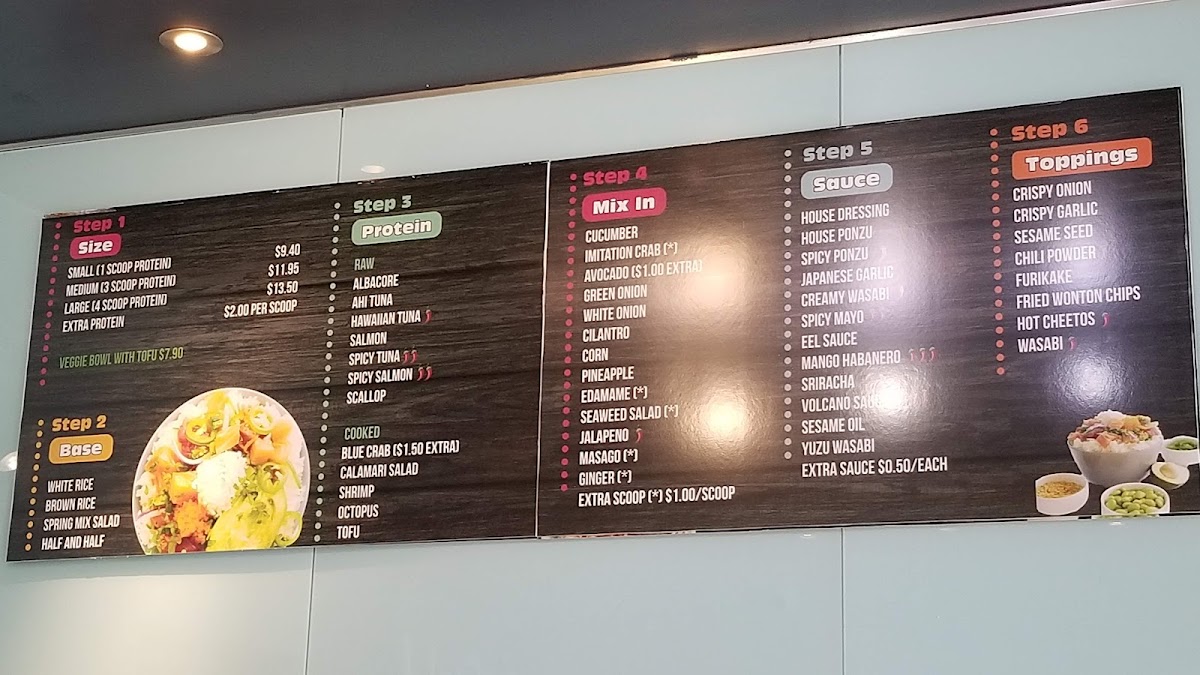 Step 1
Size
SMALL (1 SCOOP PROTEIN) $9.40
MEDIUM (3 SCOOP PROTEIN) $11.95
LARGE (4 SCOOP PROTEIN) $13.50
EXTRA PROTEIN $2.00 PER SCOOP
VEGGIE BOWL WITH TOFU $7.90
Step 2
Base
WHITE RICE
BROWN RICE
SPRING MIX SALAD
HALF AND HALF
Step 3
Protein
RAW
ALBACORE
AHI TUNA
HAWAIIAN TUNA
SALMON
SPICY TUNA
SPICY SALMON
SCALLOP
COOKED
BLUE CRAB ($1.50 EXTRA)
CALAMARI SALAD
SHRIMP
OCTOPUS
TOFU
Step 4
Mix In
CUCUMBER
IMITATION CRAB (*)
AVOCADO ($1.00 EXTRA)
GREEN ONION
WHITE ONION
CILANTRO
CORN
PINEAPPLE
EDAMAME (*)
SEAWEED SALAD (*)
JALAPENO
MASAGO (*)
GINGER (*)
EXTRA SCOOP (*) $1.00/SCOOP
Step 5
Sauce
HOUSE DRESSING
HOUSE PONZU
SPICY PONZU
JAPANESE GARLIC
CREAMY WASABI
SPICY MAYO
EEL SAUCE
MANGO HABANERO
SRIRACHA
VOLCANO SAUCE
SESAME OIL
YUZU WASABI
EXTRA SAUCE $0.50/EACH
Step 6
Toppings
CRISPY ONION
CRISPY GARLIC
SESAME SEED
CHILI POWDER
FURIKAKE
FRIED WONTON CHIPS
HOT CHEETOS
WASABI